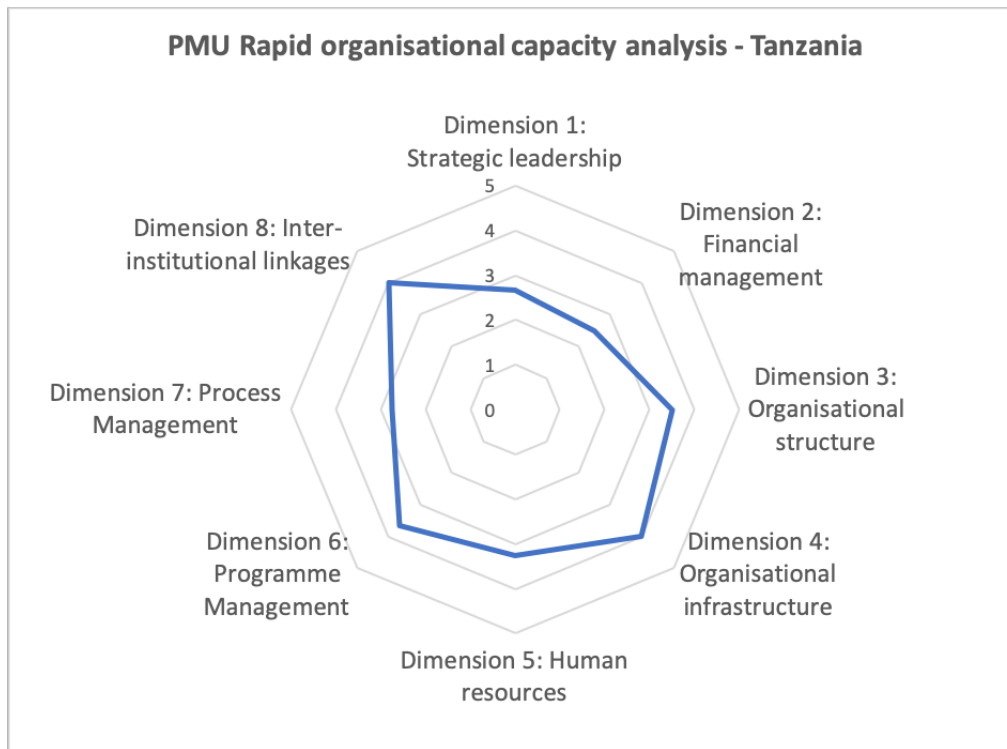 PMU Rapid organisational capacity analysis - Tanzania
Dimension 1:
Strategic leadership
Dimension 2:
Financial
management
Dimension 3:
Organisational
structure
Dimension 4:
Organisational
infrastructure
Dimension 5: Human
resources
Dimension 6:
Programme
Management
Dimension 7: Process
Management
Dimension 8: Inter-
institutional linkages
5
4
3
2
1
0